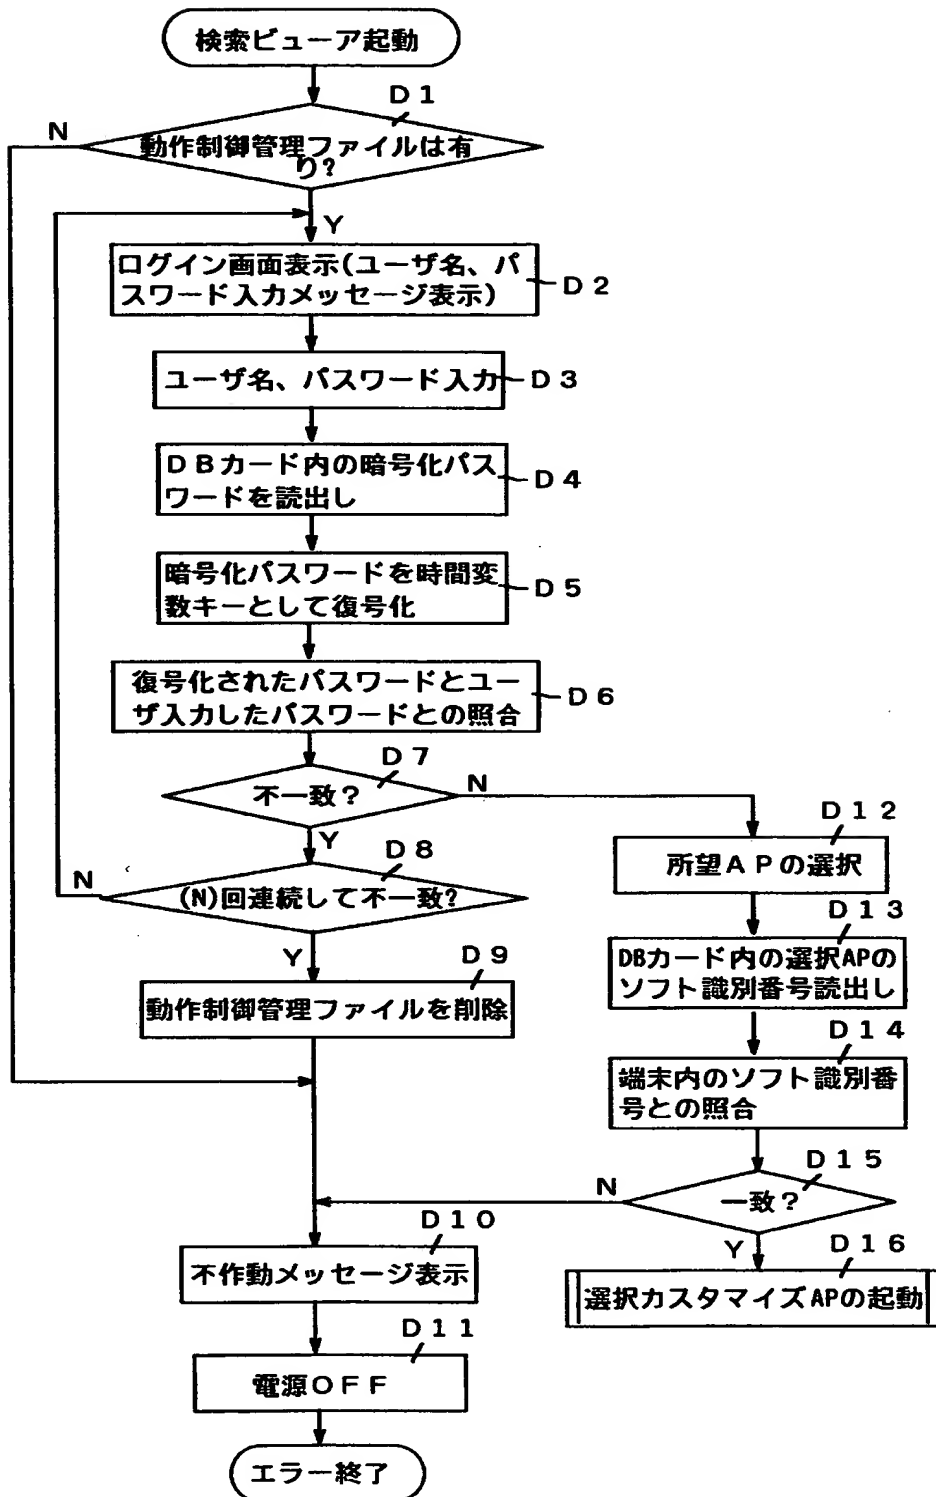 検索ビューア起動
D1
N
動作制御管理ファイルは有
り?
Y
ログイン画面表示(ユーザ名、パ
スワード入力メッセージ表示)
D2
ユーザ名、パスワード入力
D3
DBカード内の暗号化パス
ワードを読出し
D4
暗号化パスワードを時間変
数キーとして復号化
D5
復号化されたパスワードとユー
ザ入力したパスワードとの照合
D6
D7
不一致?
N
Y
D8
N
(N)回連続して不一致?
Y
D9
動作制御管理ファイルを削除
D12
所望APの選択
D13
DBカード内の選択APの
ソフト識別番号読出し
D14
端末内のソフト識別番
号との照合
D15
N
一致?
Y
D16
選択カスタマイズAPの起動
D10
不作動メッセージ表示
D11
電源OFF
エラー終了